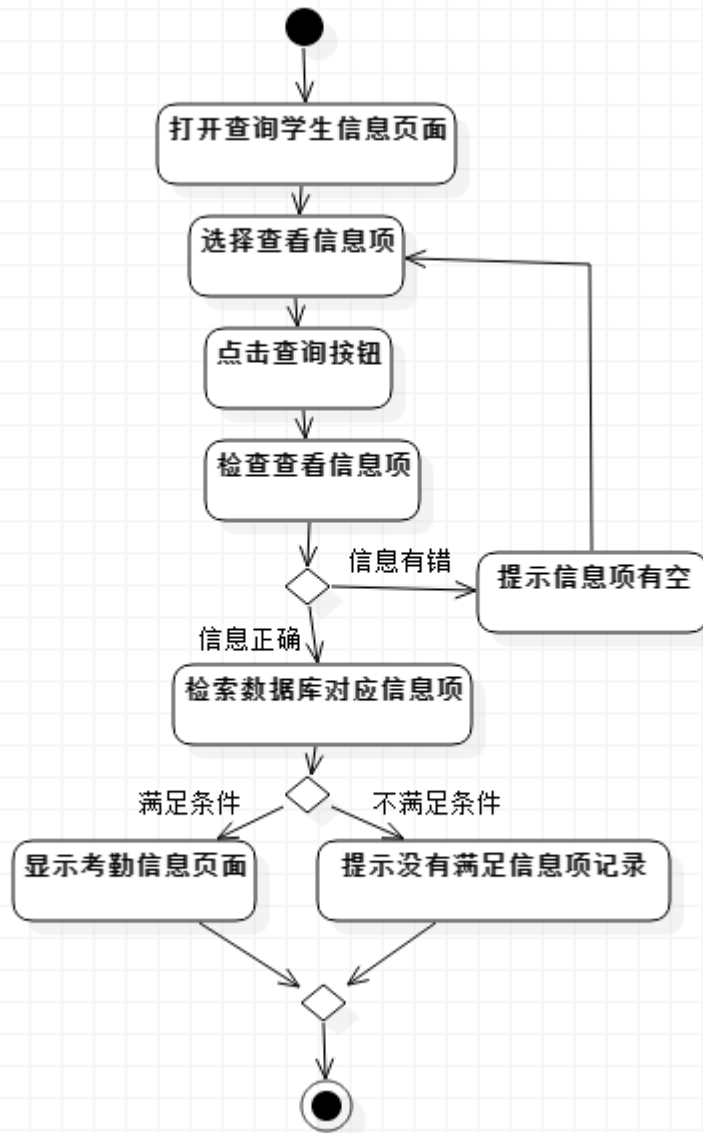 打开查询学生信息页面
选择查看信息项
点击查询按钮
检查查看信息项
信息有错
提示信息项有空
信息正确
检索数据库对应信息项
满足条件
不满足条件
显示考勤信息页面
提示没有满足信息项记录